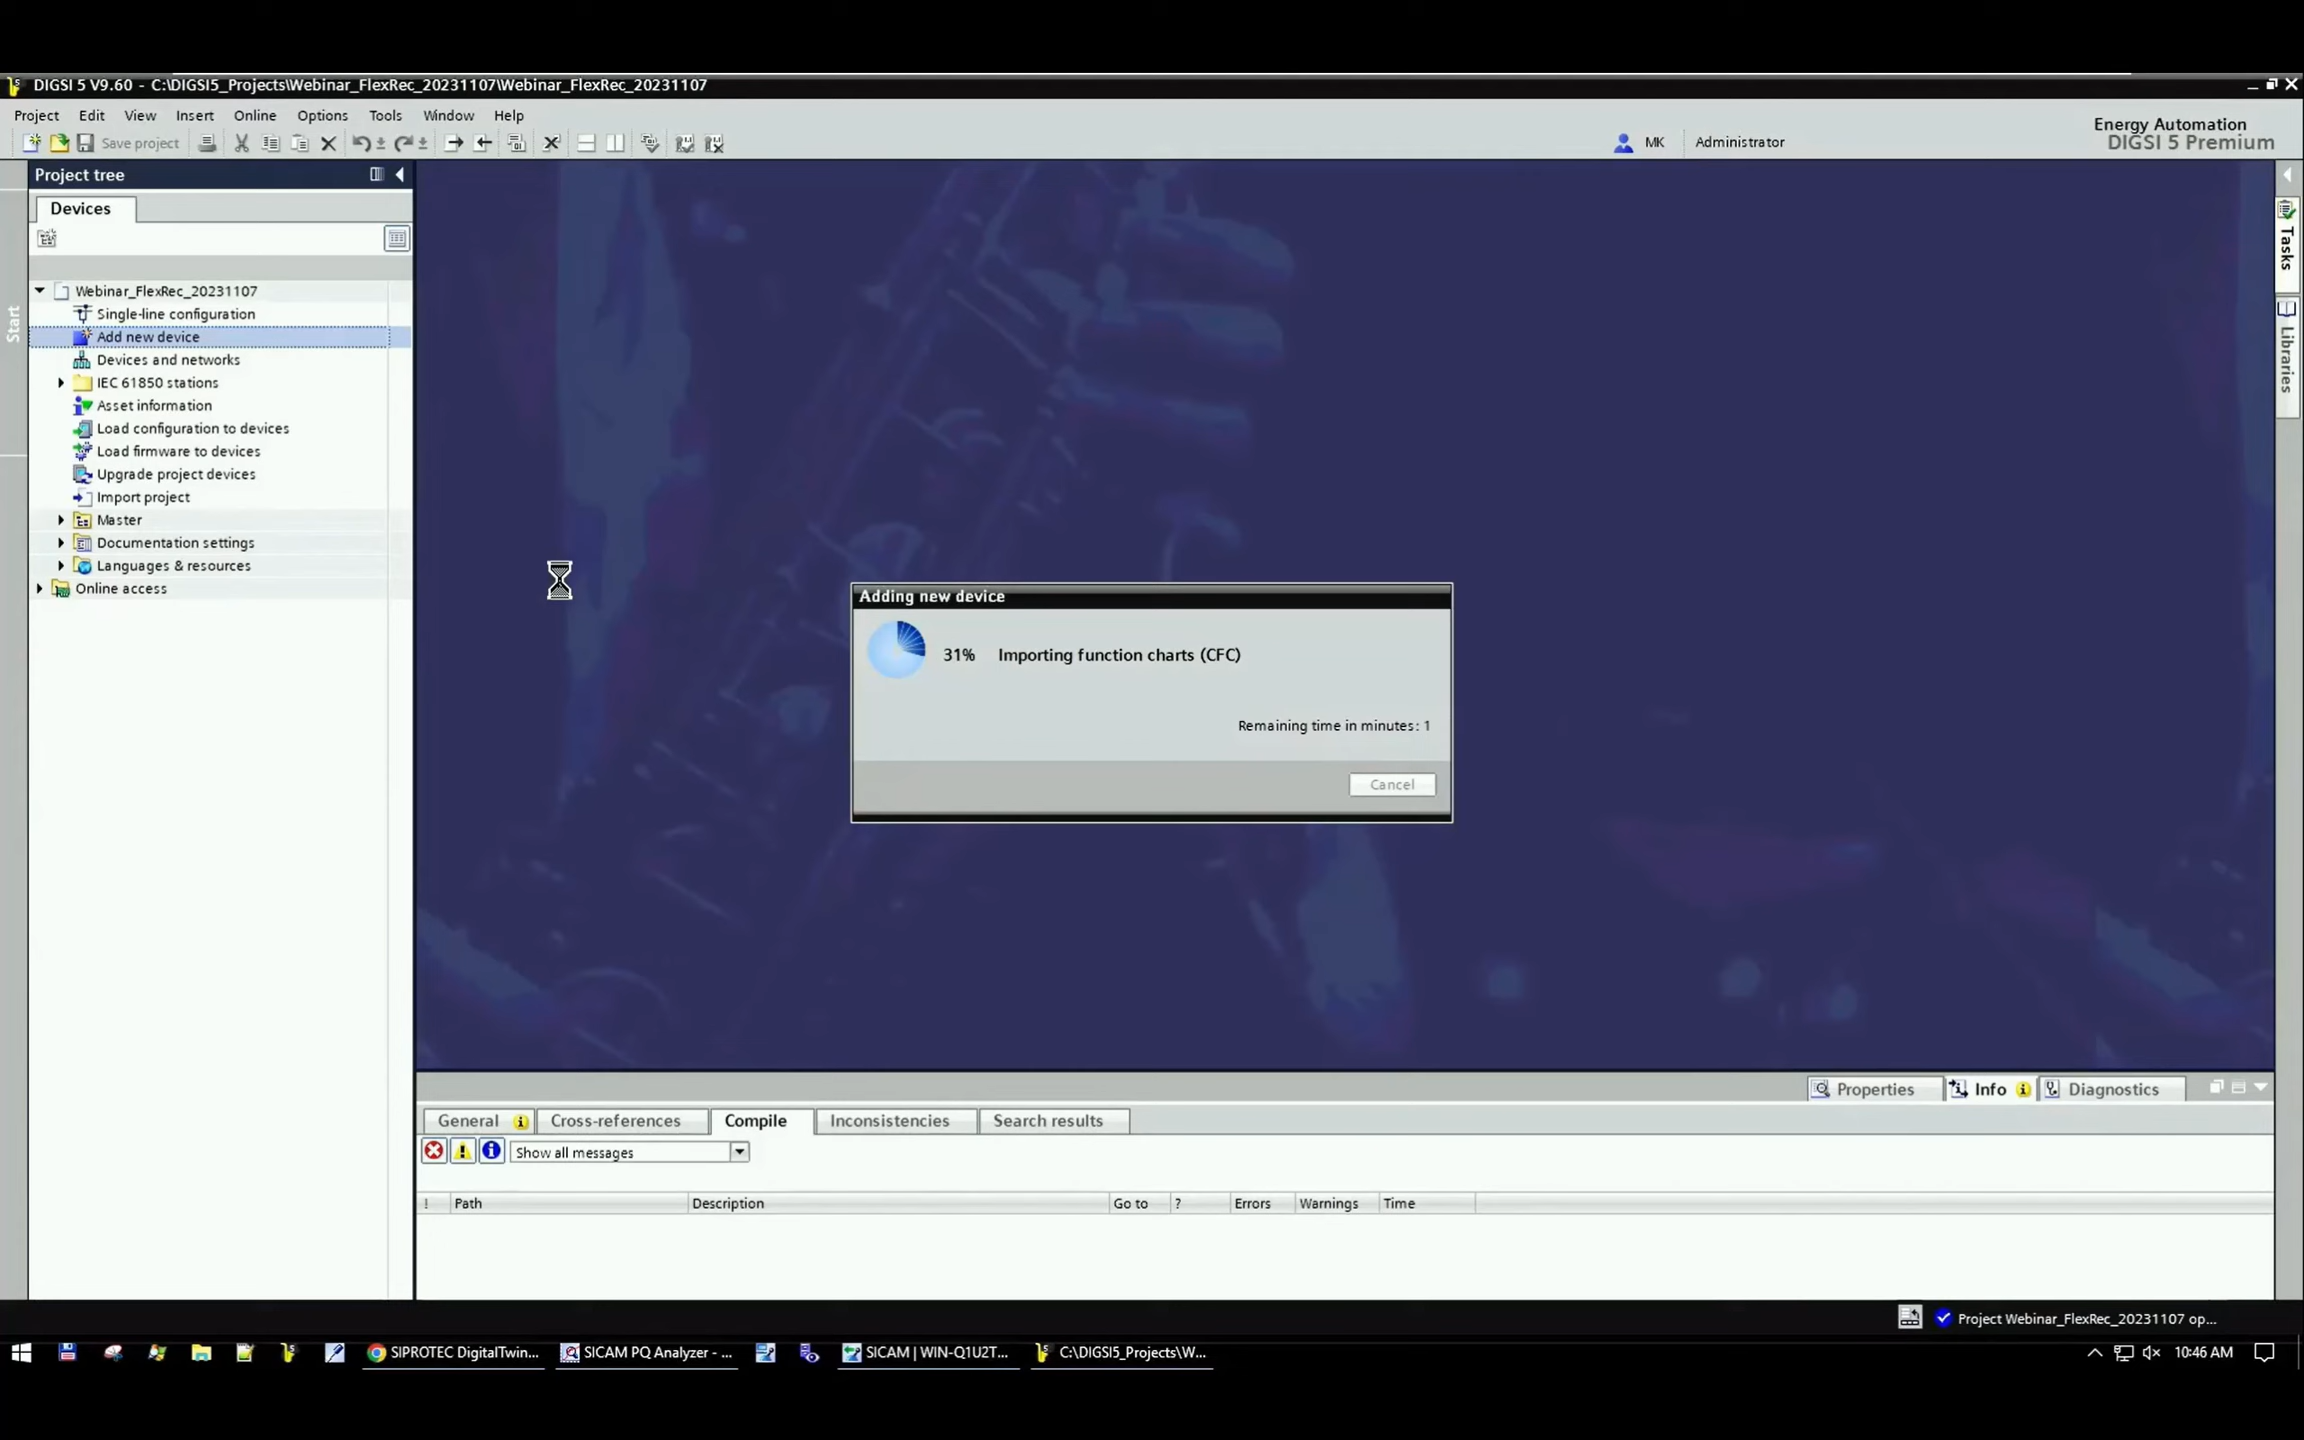 DIGSI 5 V9.60 - C:\DIGSI5_Projects\Webinar_FlexRec_20231107\Webinar_FlexRec_20231107
Project Edit View Insert Online Options Tools Window Help
Energy Automation
DIGSI 5 Premium
Save project
MK Administrator
Project tree
Devices
Start
Webinar_FlexRec_20231107
Single-line configuration
Add new device
Devices and networks
IEC 61850 stations
Asset information
Load configuration to devices
Load firmware to devices
Upgrade project devices
Import project
Master
Documentation settings
Languages & resources
Online access
Adding new device
31% Importing function charts (CFC)
Remaining time in minutes: 1
Cancel
Tasks
Libraries
Properties Info Diagnostics
General Cross-references Compile Inconsistencies Search results
Show all messages
! Path Description Go to ? Errors Warnings Time
Project Webinar_FlexRec_20231107 op...
SIPROTEC DigitalTwin... SICAM PQ Analyzer - ... SICAM | WIN-Q1U2T... C:\DIGSI5_Projects\W... 10:46 AM